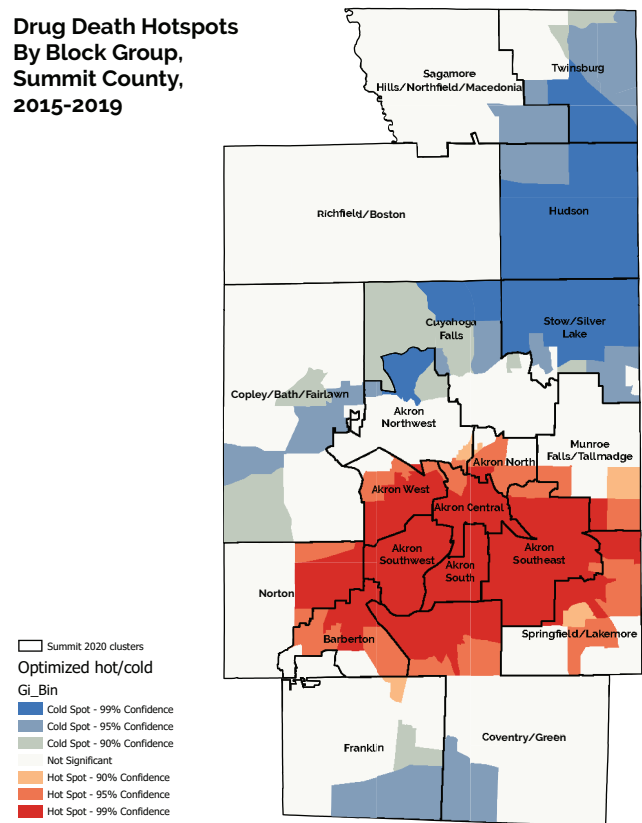 Drug Death Hotspots
By Block Group,
Summit County,
2015-2019
Twinsburg
Sagamore
Hills/Northfield/Macedonia
Richfield/Boston
Hudson
Cuyahoga
Falls
Stow/Silver
Lake
Copley/Bath/Fairlawn
Akron
Northwest
Munroe
Falls/Tallmadge
Akron North
Akron West
Akron Central
Akron
Southwest
Akron
South
Akron
Southeast
Norton
Barberton
Springfield/Lakemore
Franklin
Coventry/Green
Summit 2020 clusters
Optimized hot/cold
Gi_Bin
Cold Spot - 99% Confidence
Cold Spot - 95% Confidence
Cold Spot - 90% Confidence
Not Significant
Hot Spot - 90% Confidence
Hot Spot - 95% Confidence
Hot Spot - 99% Confidence